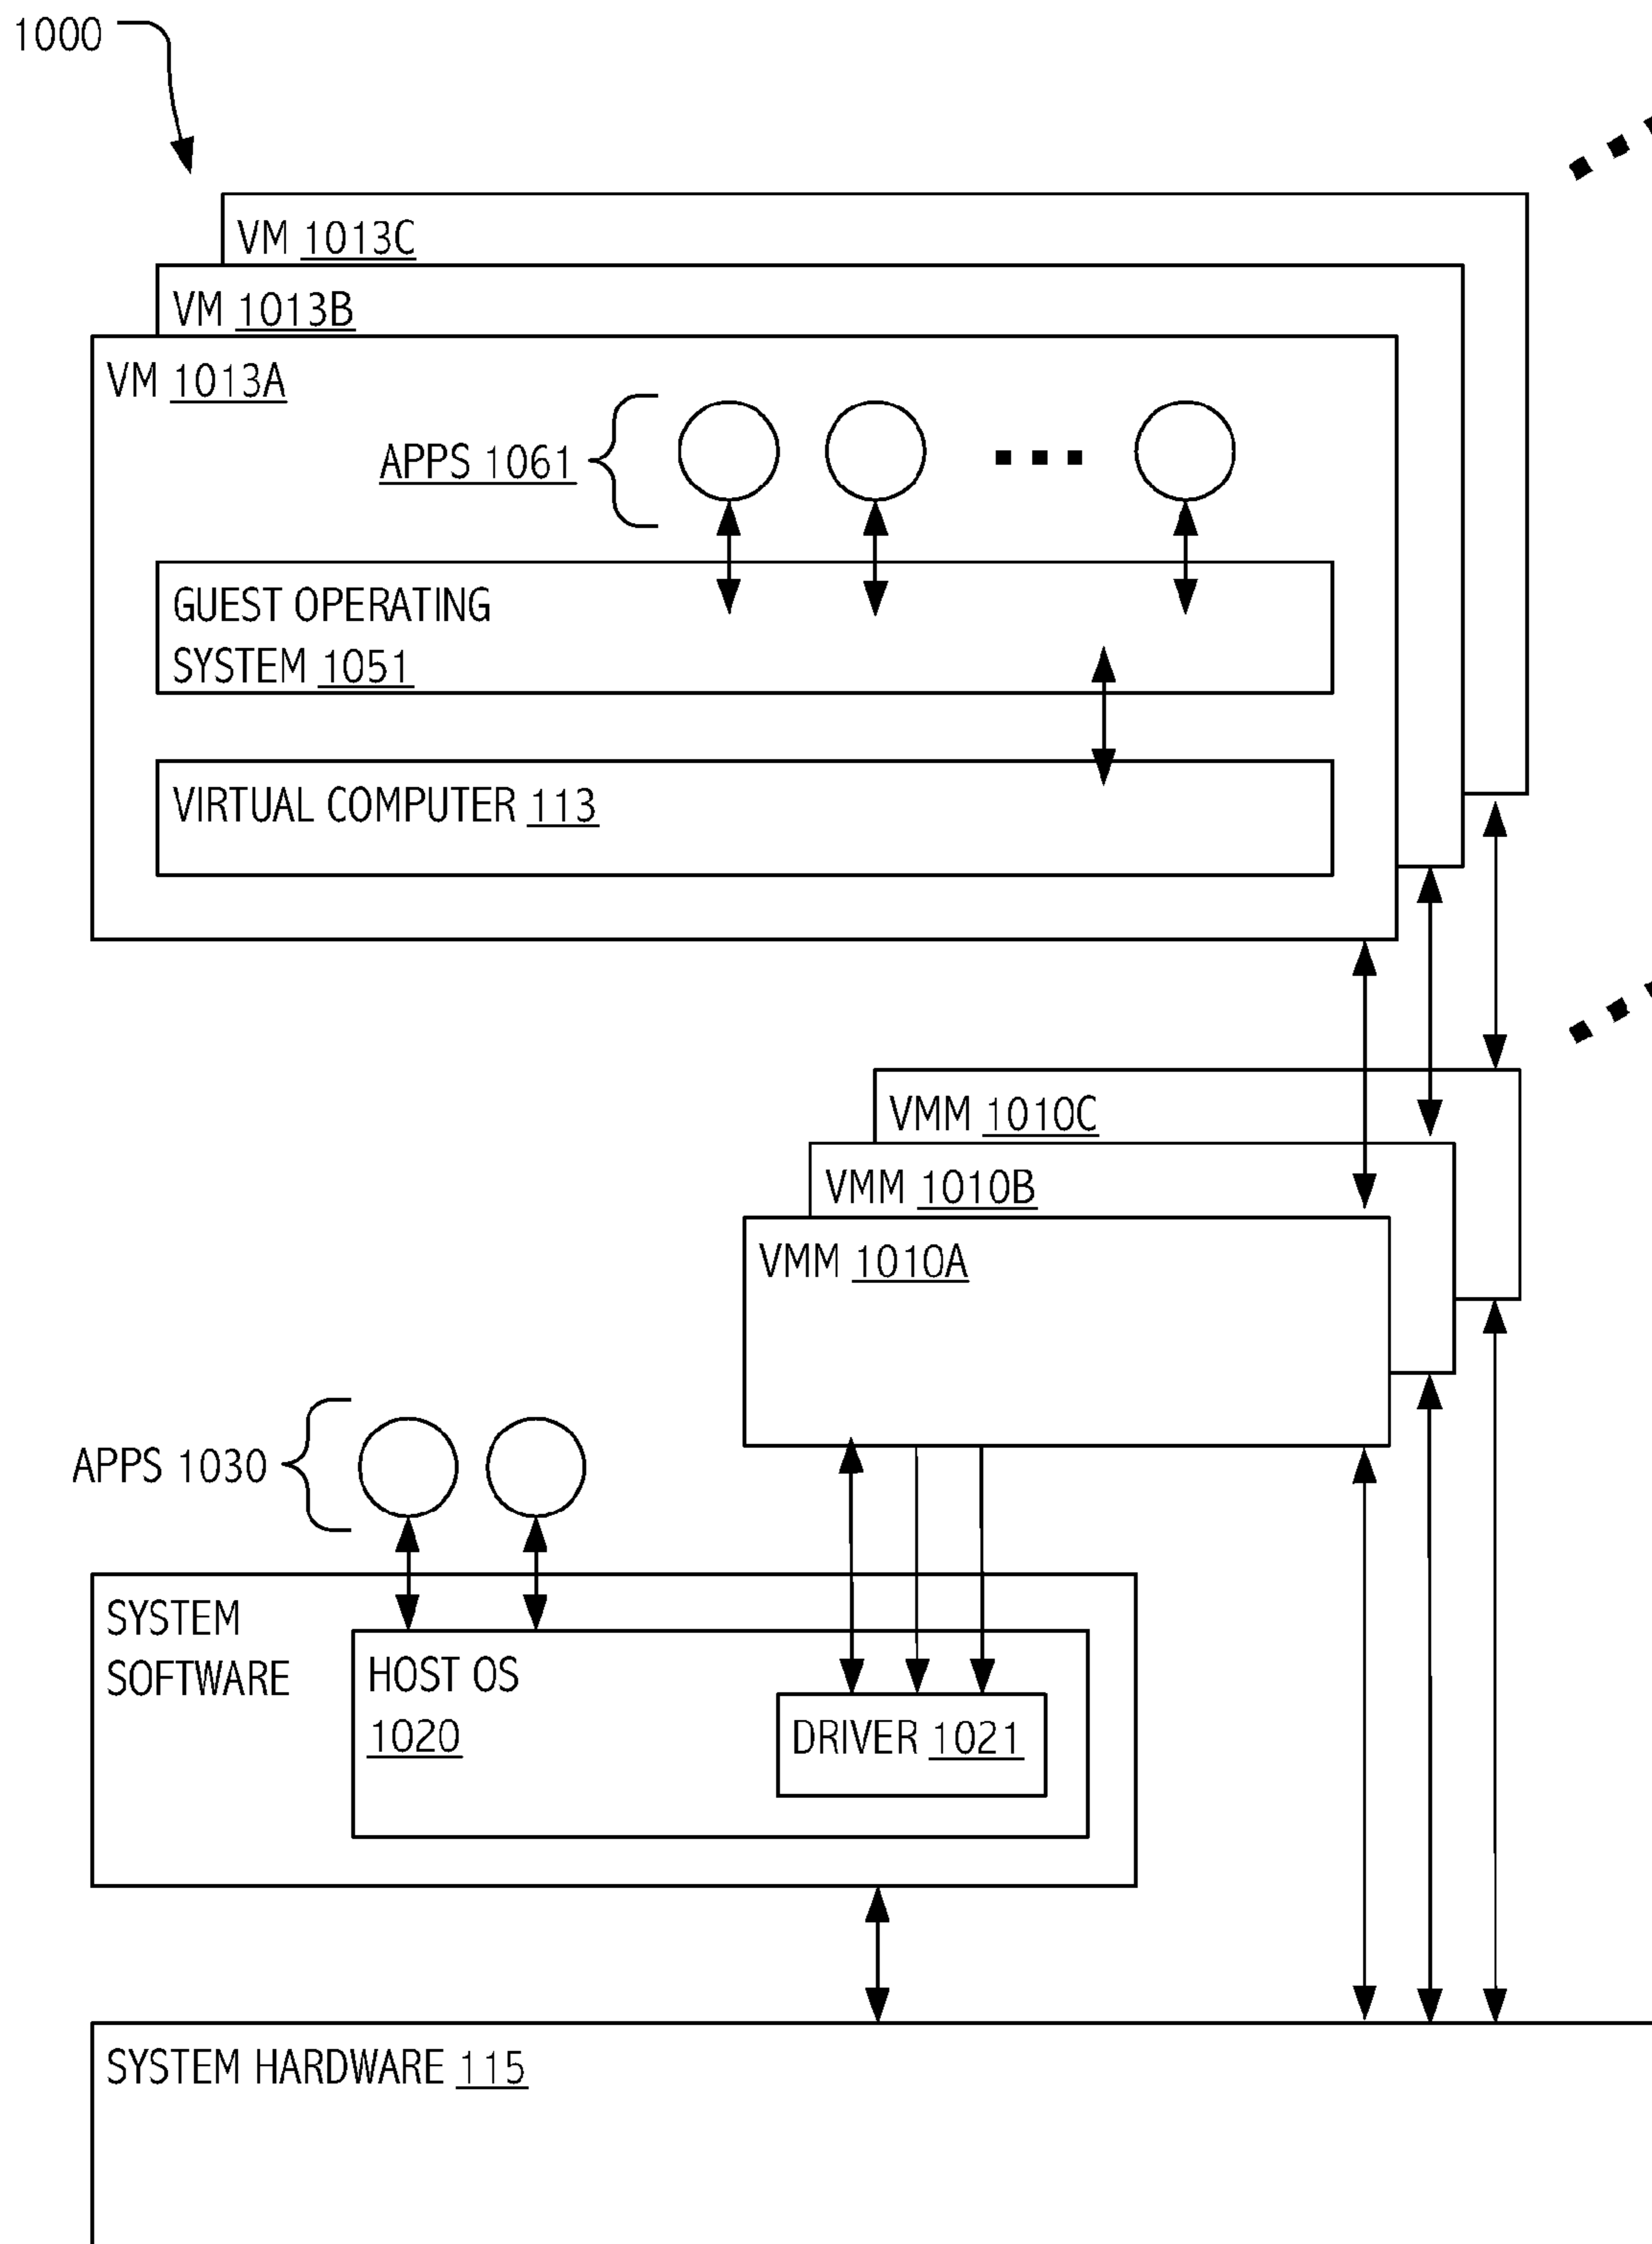 1000
VM 1013C
VM 1013B
VM 1013A
APPS 1061
GUEST OPERATING
SYSTEM 1051
VIRTUAL COMPUTER 113
VMM 1010C
VMM 1010B
VMM 1010A
APPS 1030
SYSTEM
SOFTWARE
HOST OS
1020
DRIVER 1021
SYSTEM HARDWARE 115